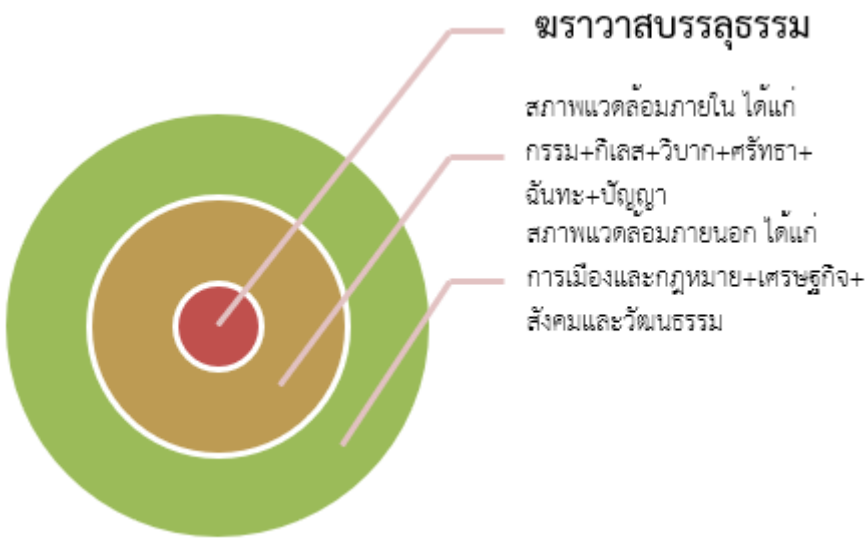 ฆราวาสบรรลุธรรม
สภาพแวดล้อมภายใน ได้แก่
กรรม+กิเลส+วิบาก+ศรัทธา+
ฉันทะ+ปัญญา
สภาพแวดล้อมภายนอก ได้แก่
การเมืองและกฎหมาย+เศรษฐกิจ+
สังคมและวัฒนธรรม